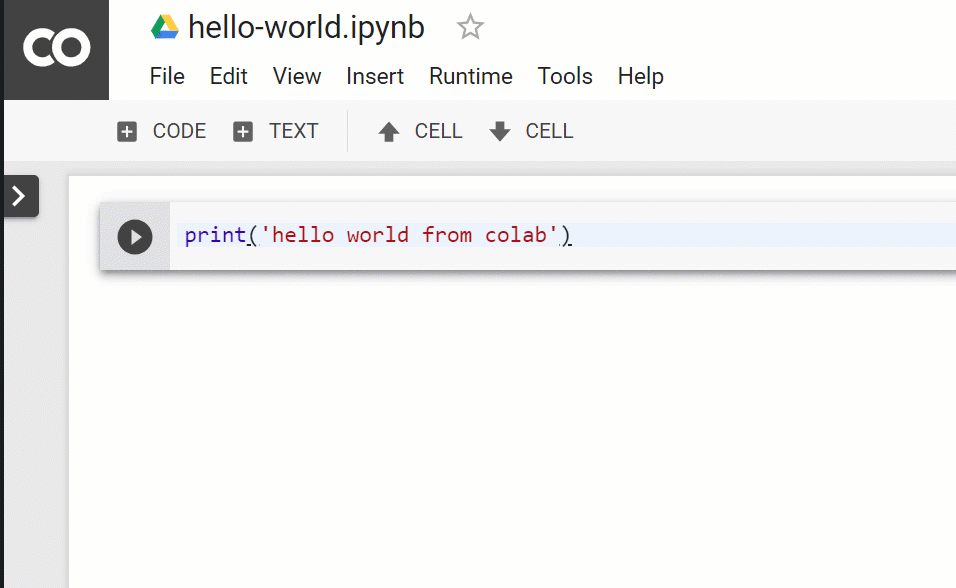 CO
hello-world.ipynb
File Edit View Insert Runtime Tools Help
CODE TEXT CELL CELL
print('hello world from colab')